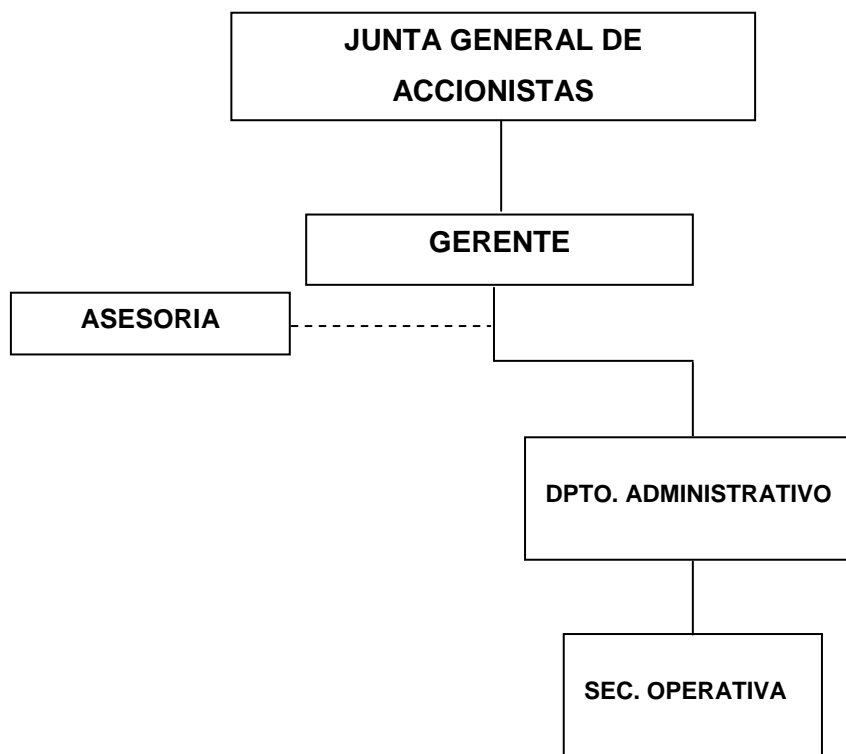 JUNTA GENERAL DE
ACCIONISTAS
GERENTE
ASESORIA
DPTO. ADMINISTRATIVO
SEC. OPERATIVA